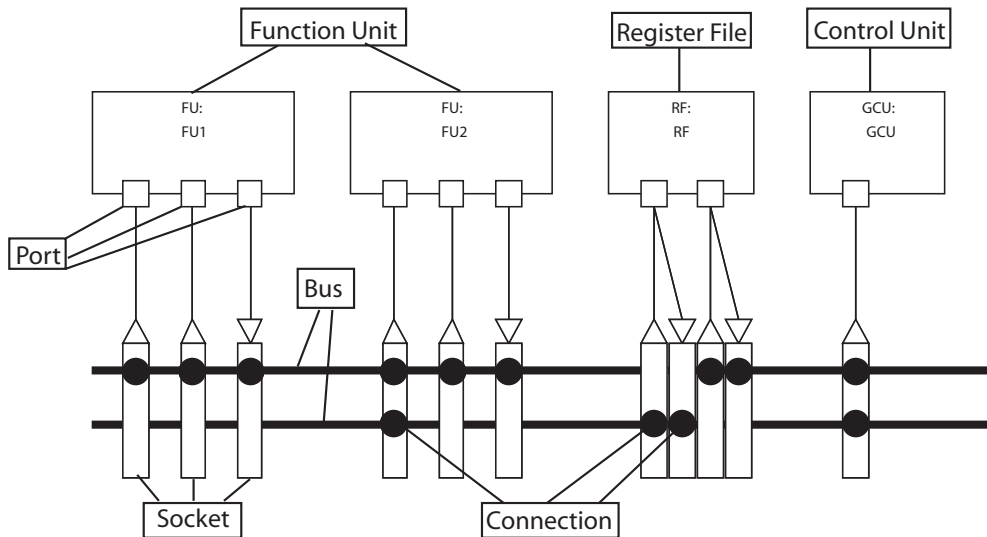 Function Unit
Register File
Control Unit
FU:
FU1
FU:
FU2
RF:
RF
GCU:
GCU
Port
Bus
Socket
Connection